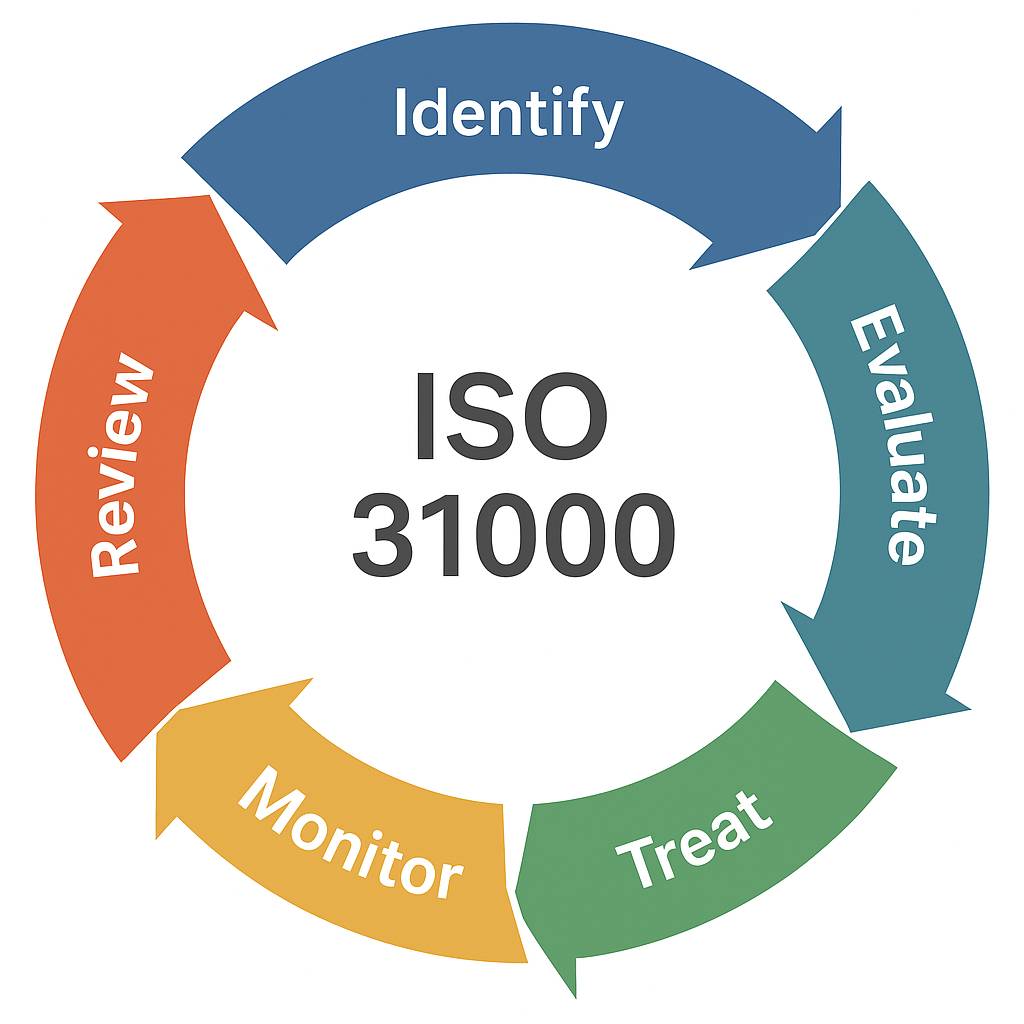 Identify
Evaluate
Treat
Monitor
Review
ISO
31000